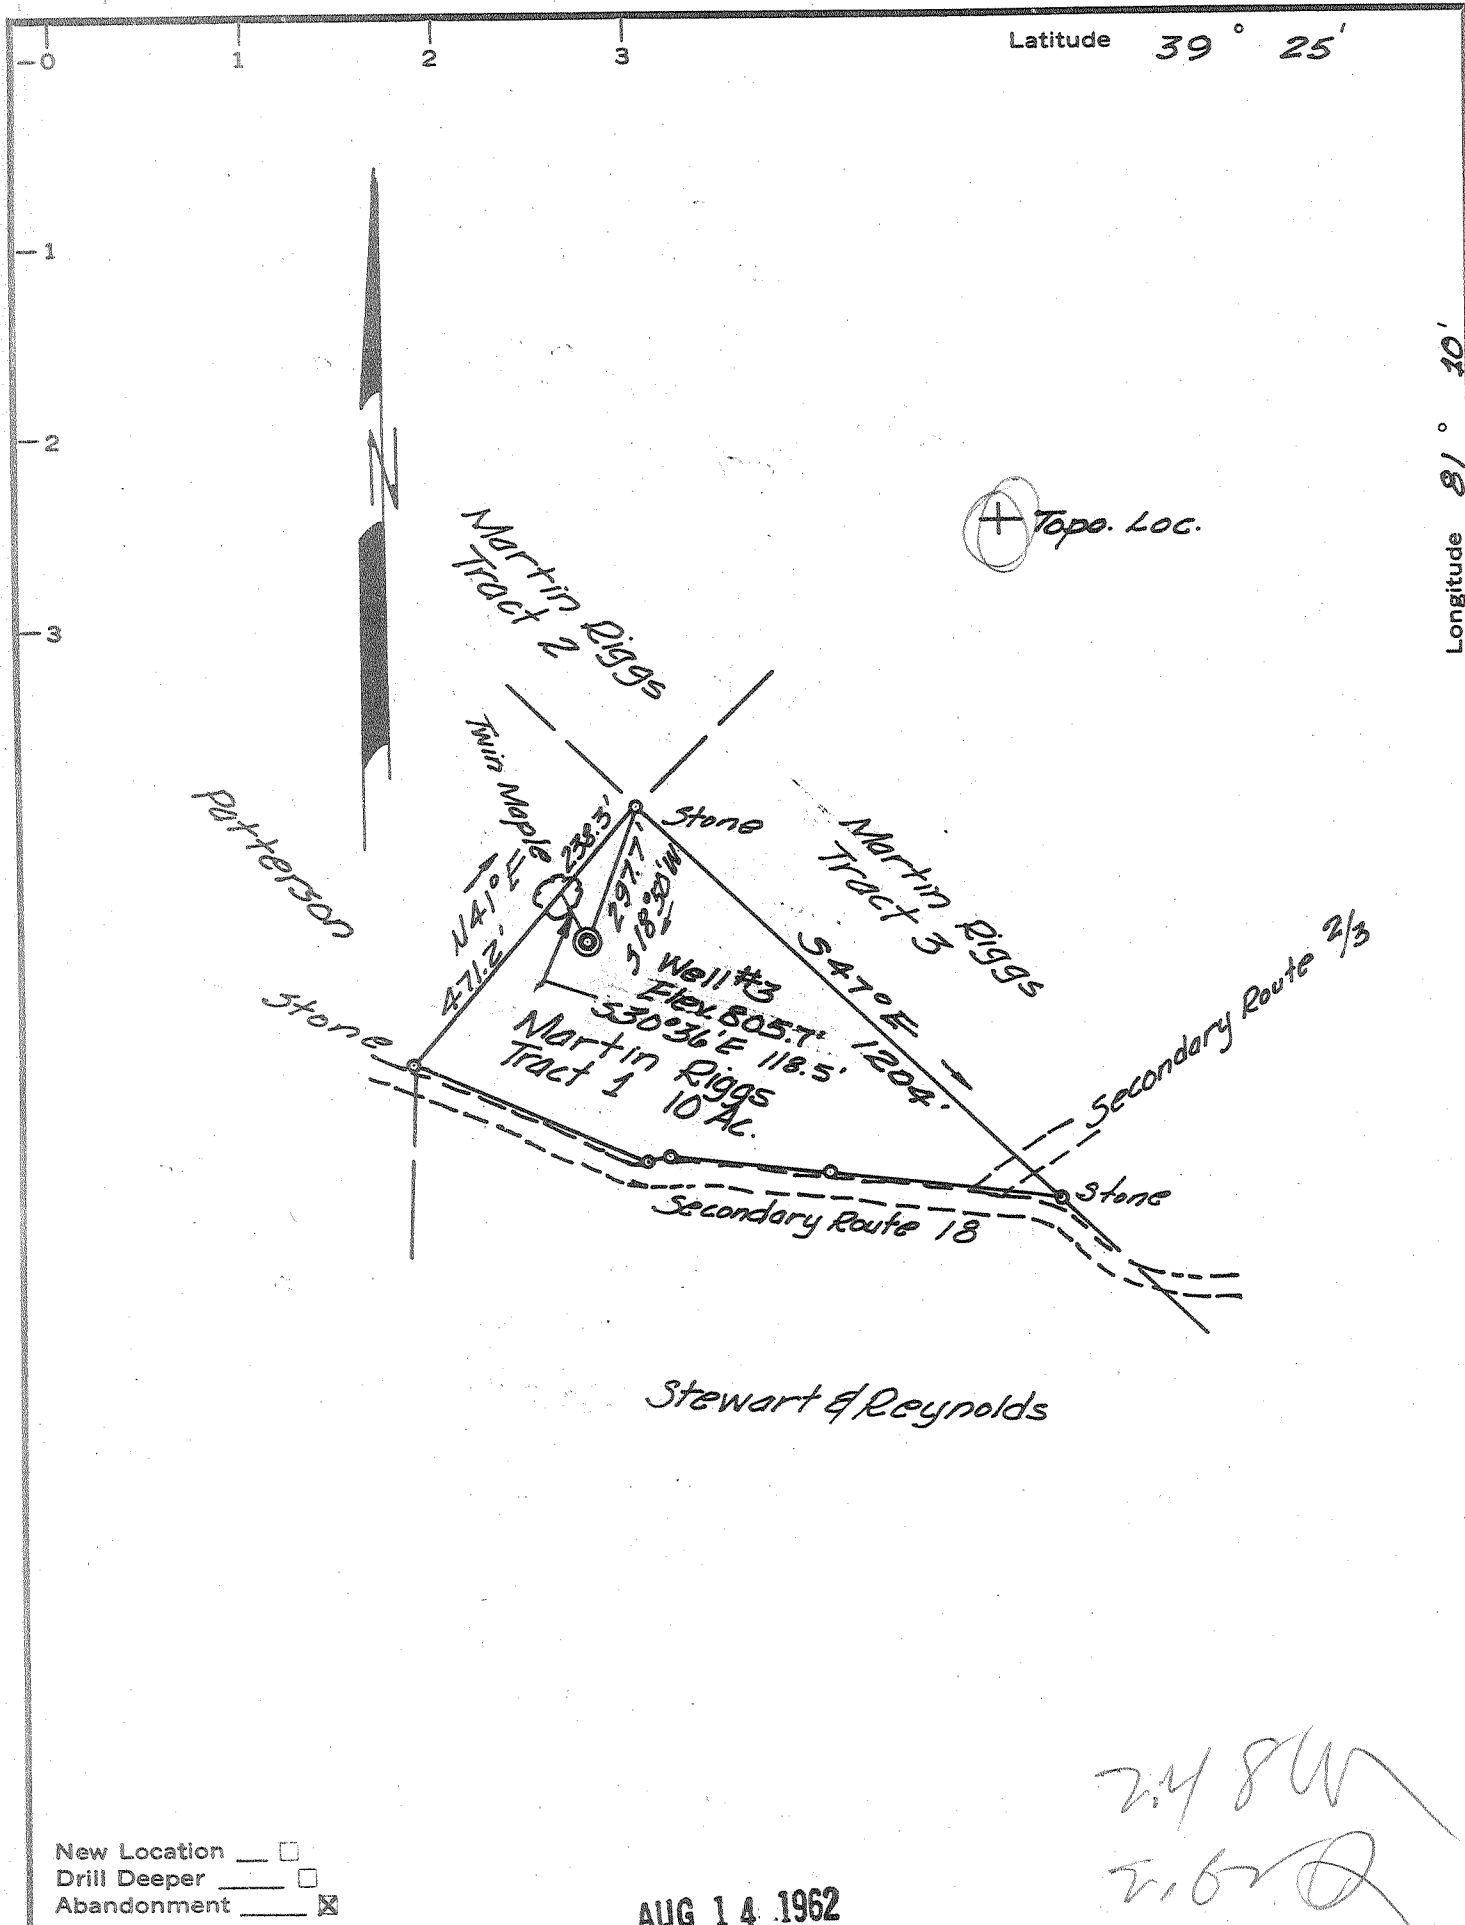 0 1 2 3
Latitude 39° 25'
1
2
3
Longitude 81° 10'
N
Topo. Loc.
Martin Riggs
Tract 2
Twin Maple
238.3'
Stone
297.7'
S18°50'W
Patterson
N41°E
471.2'
Martin Riggs
Tract 3
S47°E 1204'
Secondary Route 2/3
Stone
Well #3
Elev. 805.7'
S30°36'E 118.5'
Martin Riggs
Tract 1 10 Ac.
Stone
Secondary Route 18
Stewart & Reynolds
New Location
Drill Deeper
Abandonment ☒
AUG 14 1962